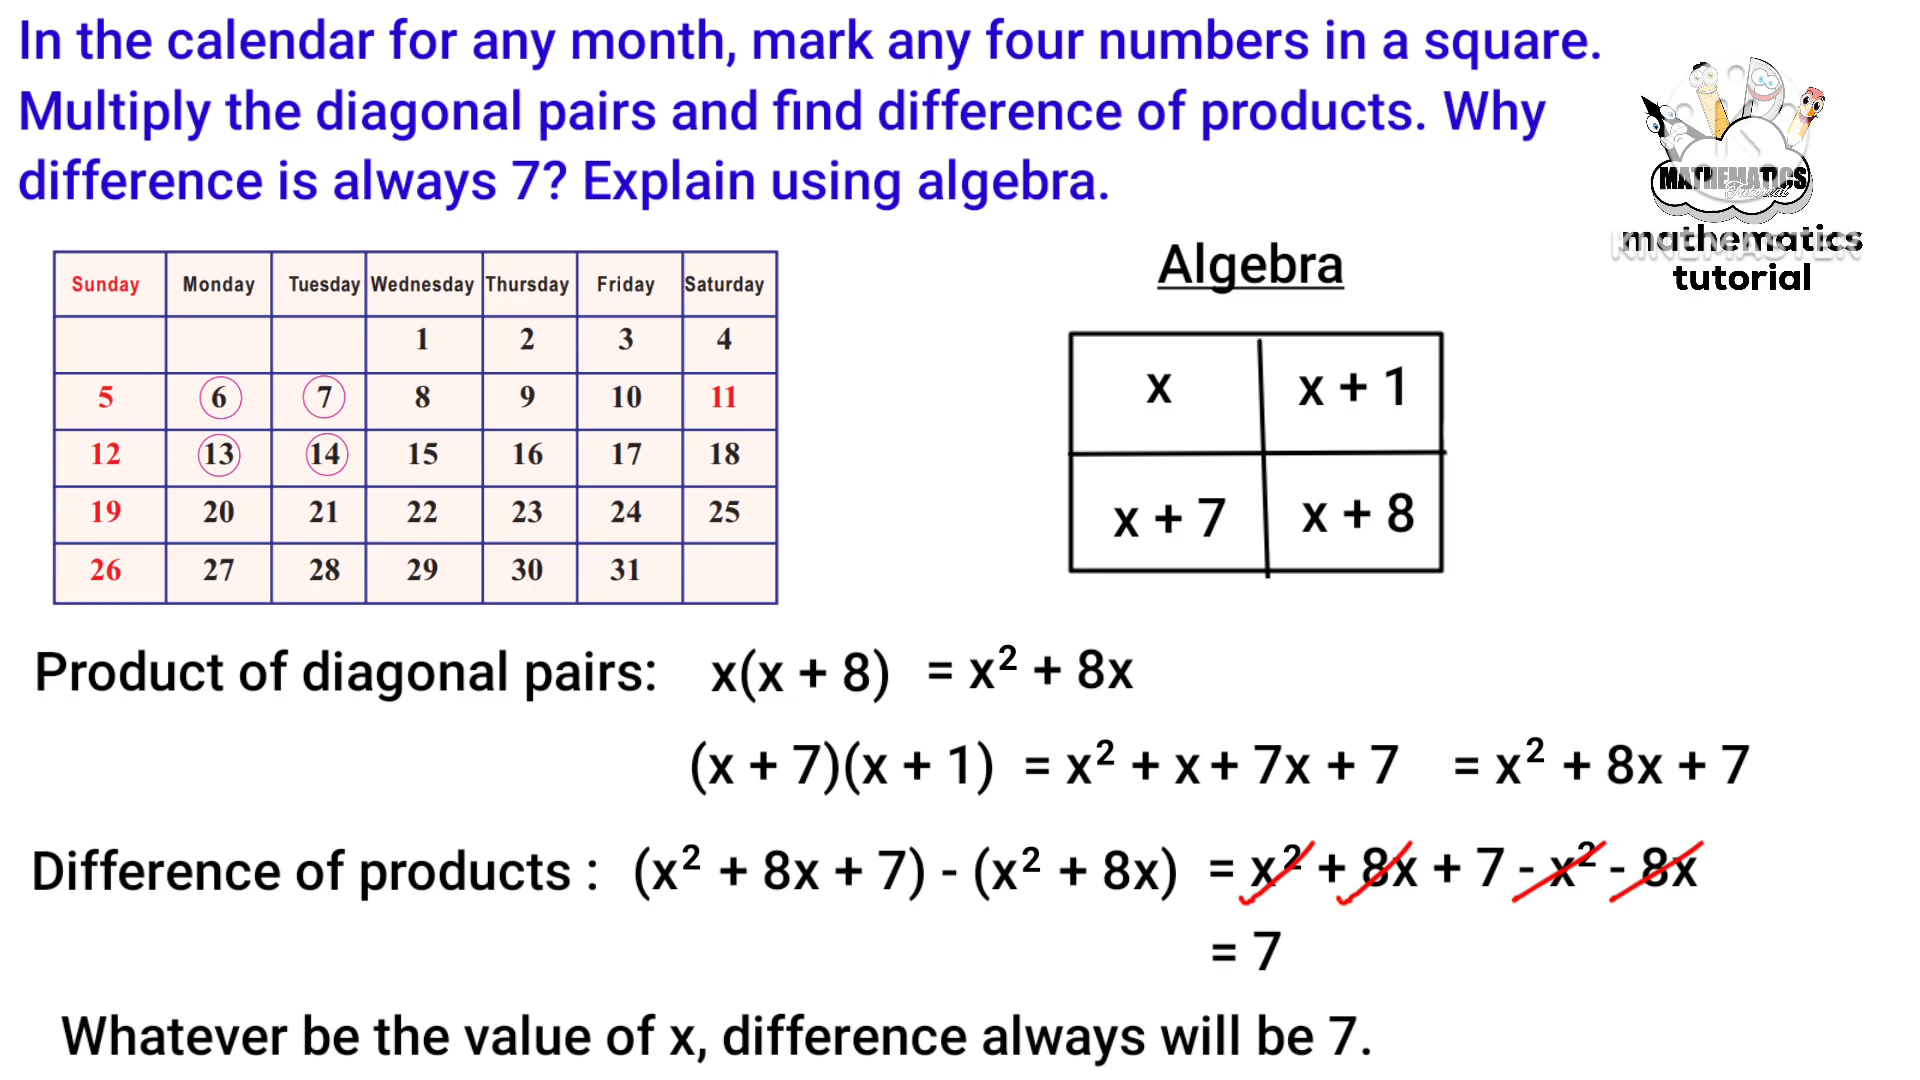 In the calendar for any month, mark any four numbers in a square.
Multiply the diagonal pairs and find difference of products. Why
difference is always 7? Explain using algebra.
MATHEMATICS
Tutorial
mathematics
KINEMASTER
tutorial
Sunday Monday Tuesday Wednesday Thursday Friday Saturday
1 2 3 4
5 6 7 8 9 10 11
12 13 14 15 16 17 18
19 20 21 22 23 24 25
26 27 28 29 30 31
Algebra
x x + 1
x + 7 x + 8
Product of diagonal pairs: x(x + 8) = x² + 8x
(x + 7)(x + 1) = x² + x + 7x + 7 = x² + 8x + 7
Difference of products : (x² + 8x + 7) - (x² + 8x) = x² + 8x + 7 - x² - 8x
= 7
Whatever be the value of x, difference always will be 7.